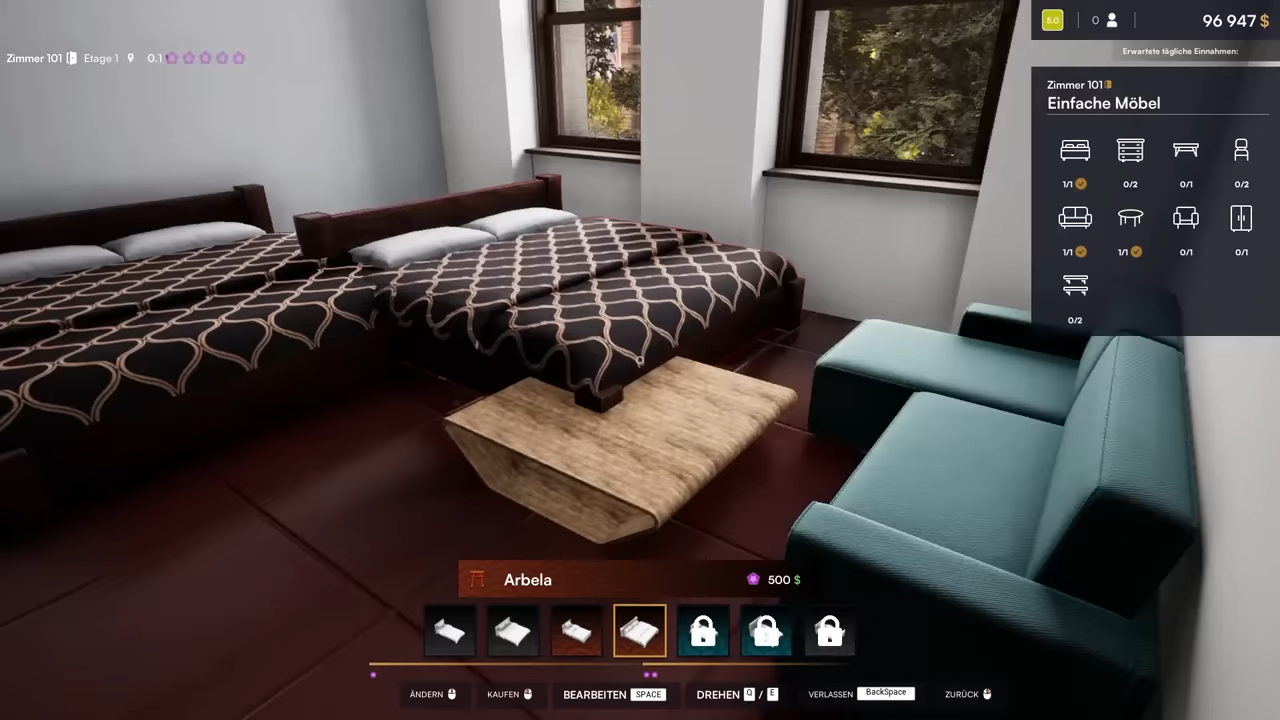 5.0
0
96 947 $
Erwartete tägliche Einnahmen:
Zimmer 101 Etage 1 0.1
Zimmer 101
Einfache Möbel
1/1 0/2 0/1 0/2
1/1 1/1 0/1 0/1
0/2
Arbela 500 $
ÄNDERN KAUFEN BEARBEITEN SPACE DREHEN Q / E VERLASSEN BackSpace ZURÜCK